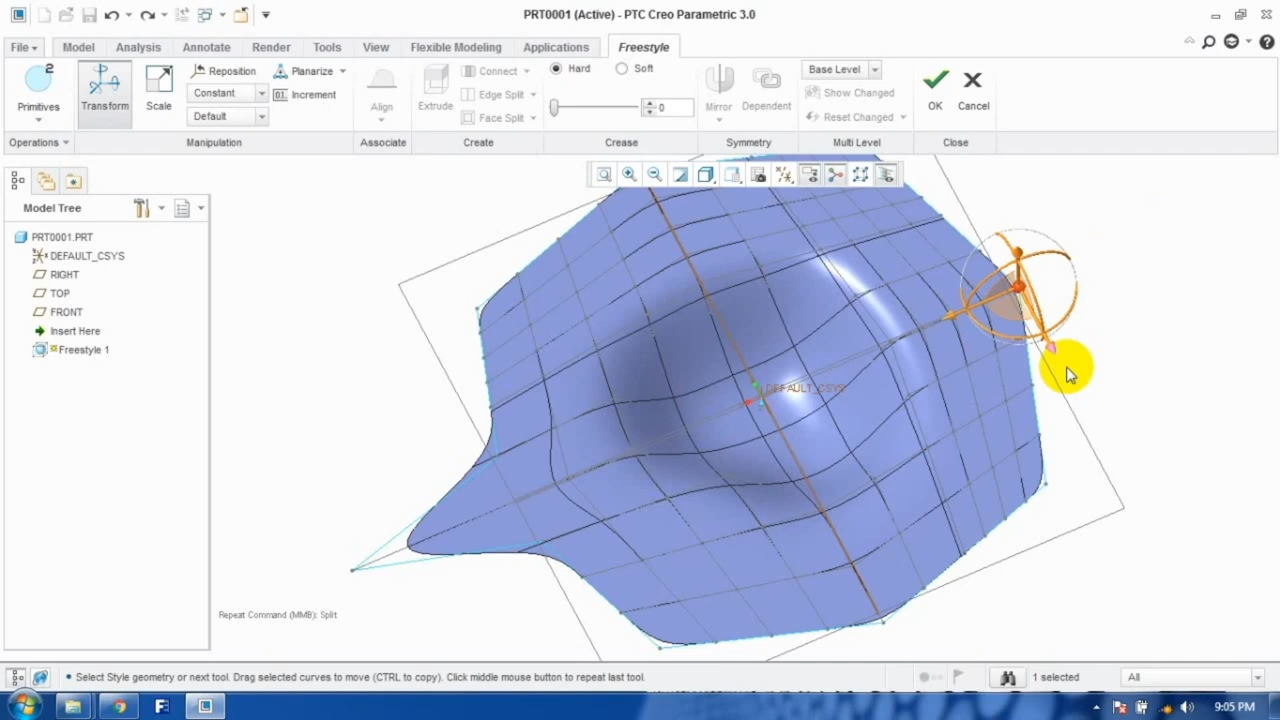 PRT0001 (Active) - PTC Creo Parametric 3.0
File Model Analysis Annotate Render Tools View Flexible Modeling Applications Freestyle
2 Reposition Planarize Connect Hard Soft Base Level
Constant Increment Edge Split Show Changed
Primitives Transform Scale Default Align Extrude Face Split 0 Mirror Dependent Reset Changed OK Cancel
Operations Manipulation Associate Create Crease Symmetry Multi Level Close
Model Tree
PRT0001.PRT
DEFAULT_CSYS
RIGHT
TOP
FRONT
Insert Here
Freestyle 1
DEFAULT_CSYS
Repeat Command (MMB): Split
Select Style geometry or next tool. Drag selected curves to move (CTRL to copy). Click middle mouse button to repeat last tool. 1 selected All
9:05 PM